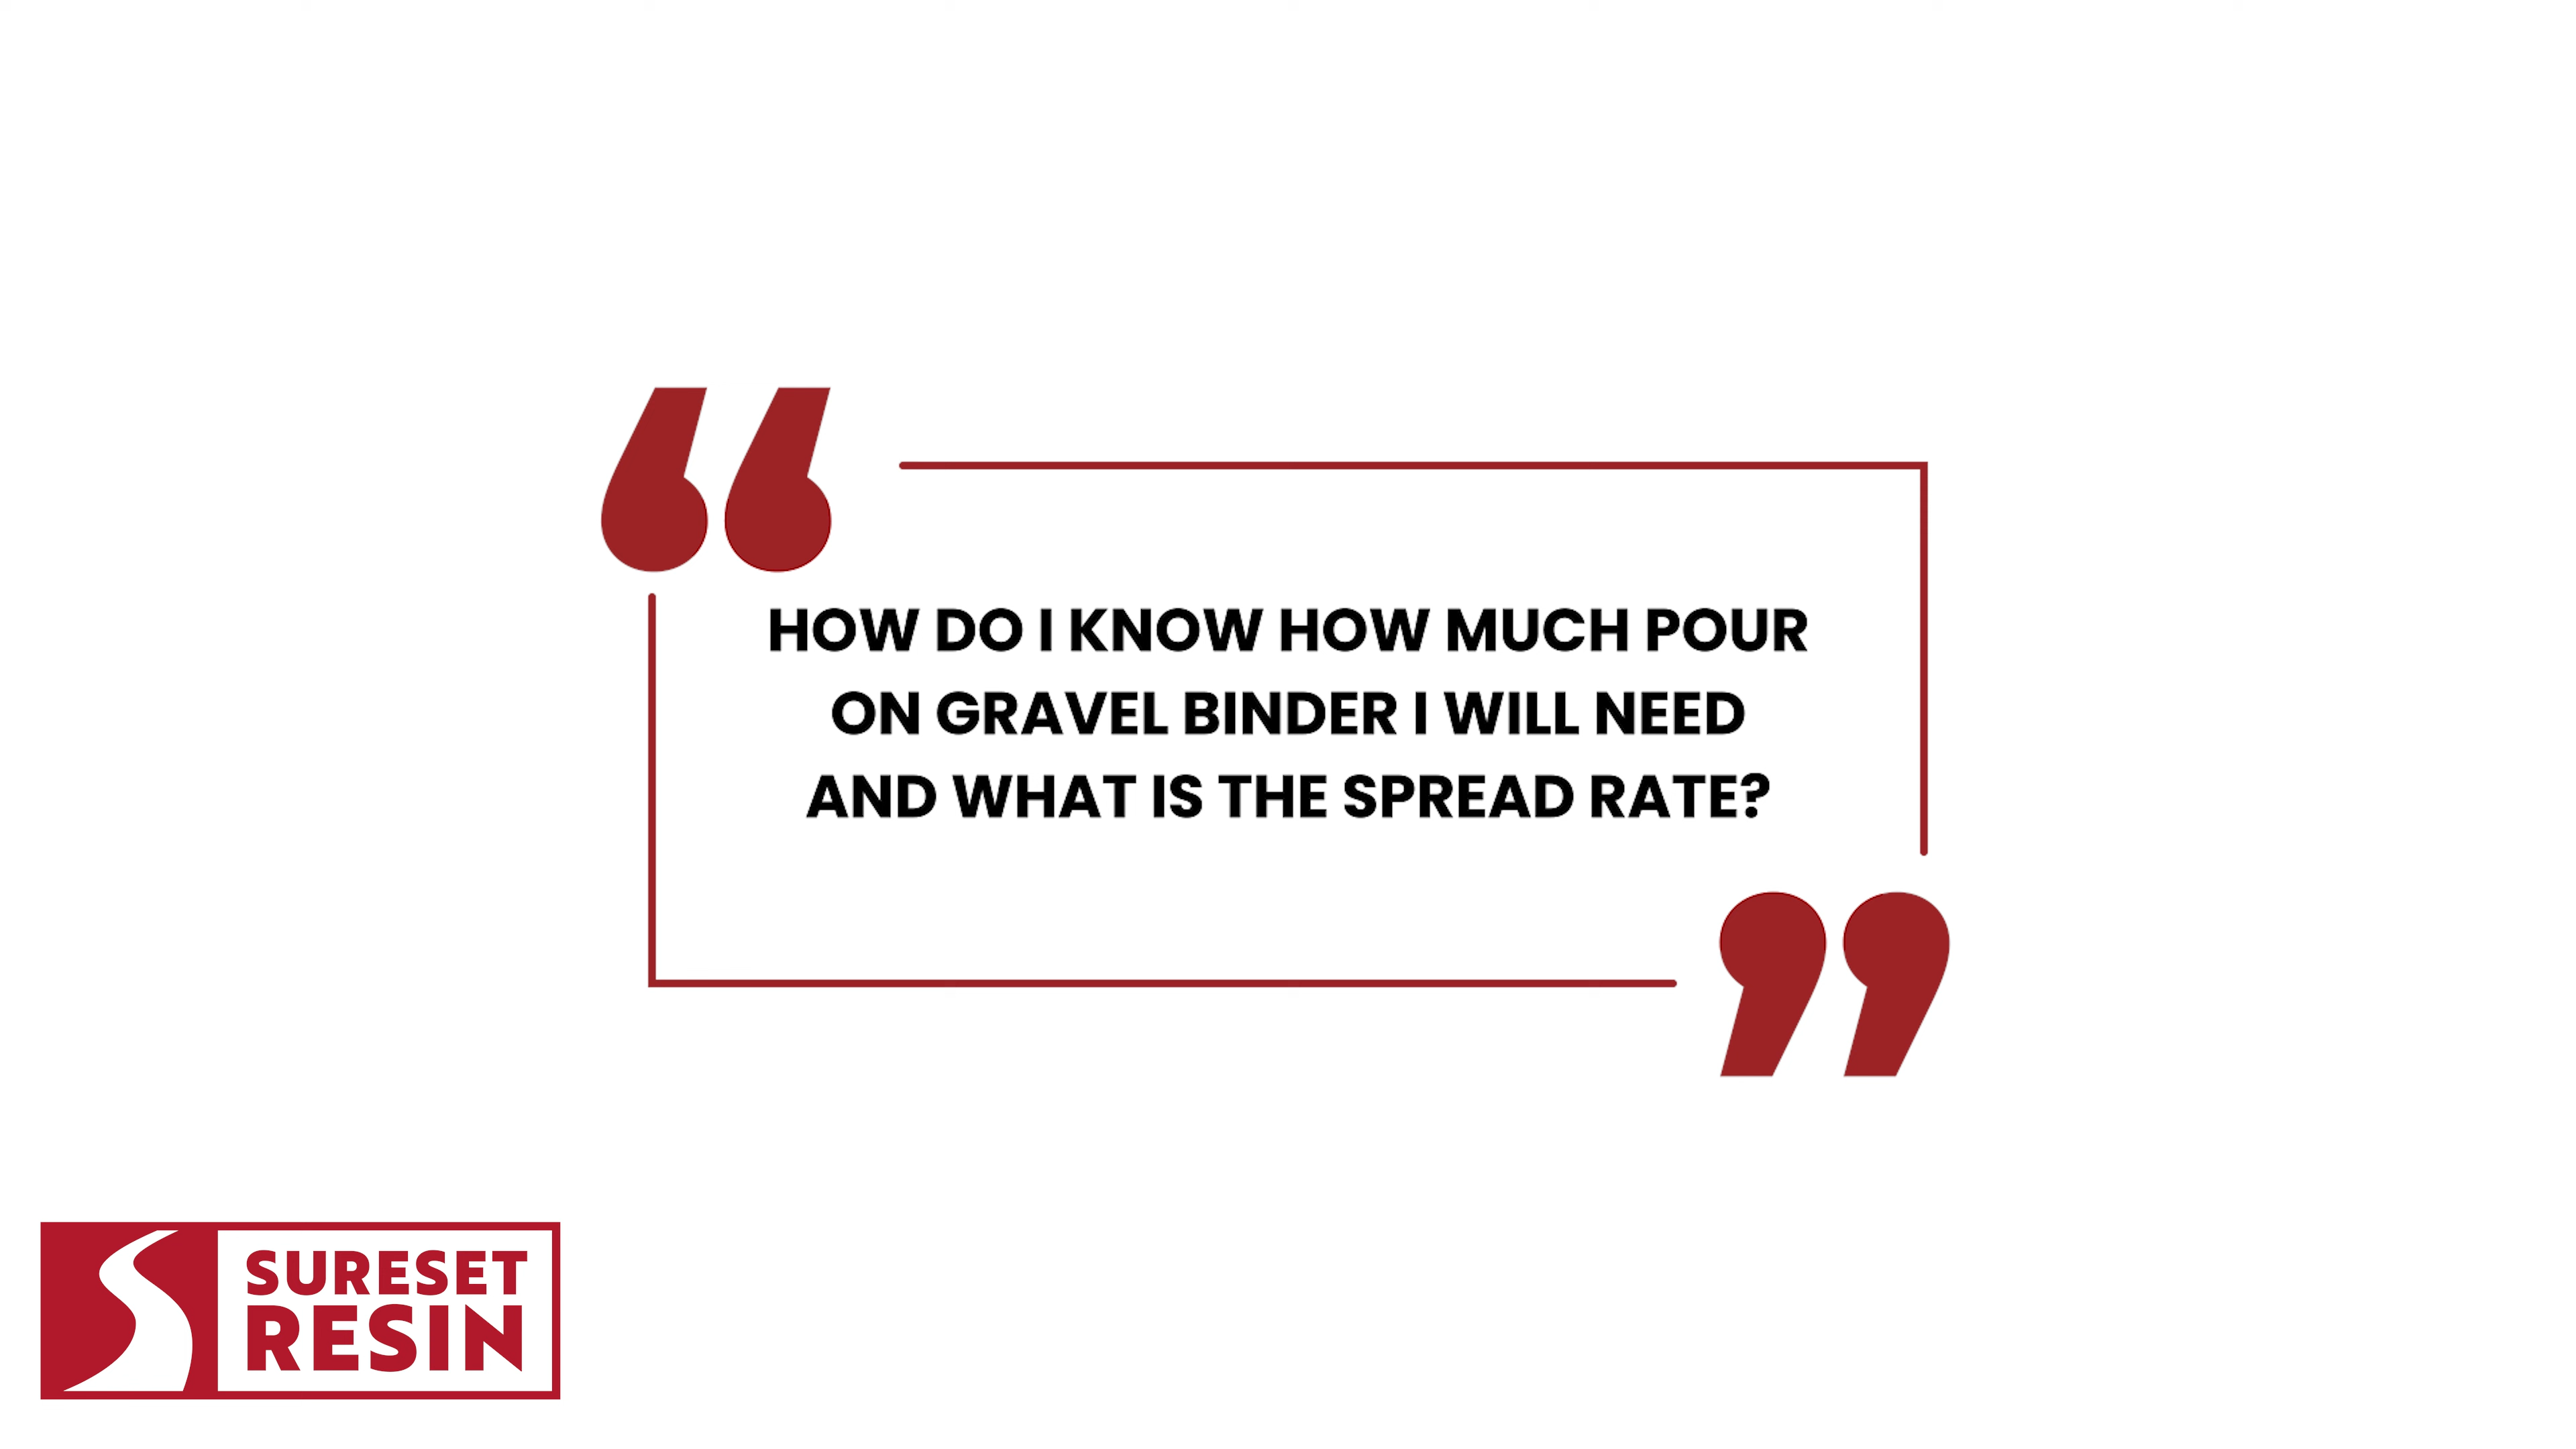 HOW DO I KNOW HOW MUCH POUR
ON GRAVEL BINDER I WILL NEED
AND WHAT IS THE SPREAD RATE?
SURESET
RESIN